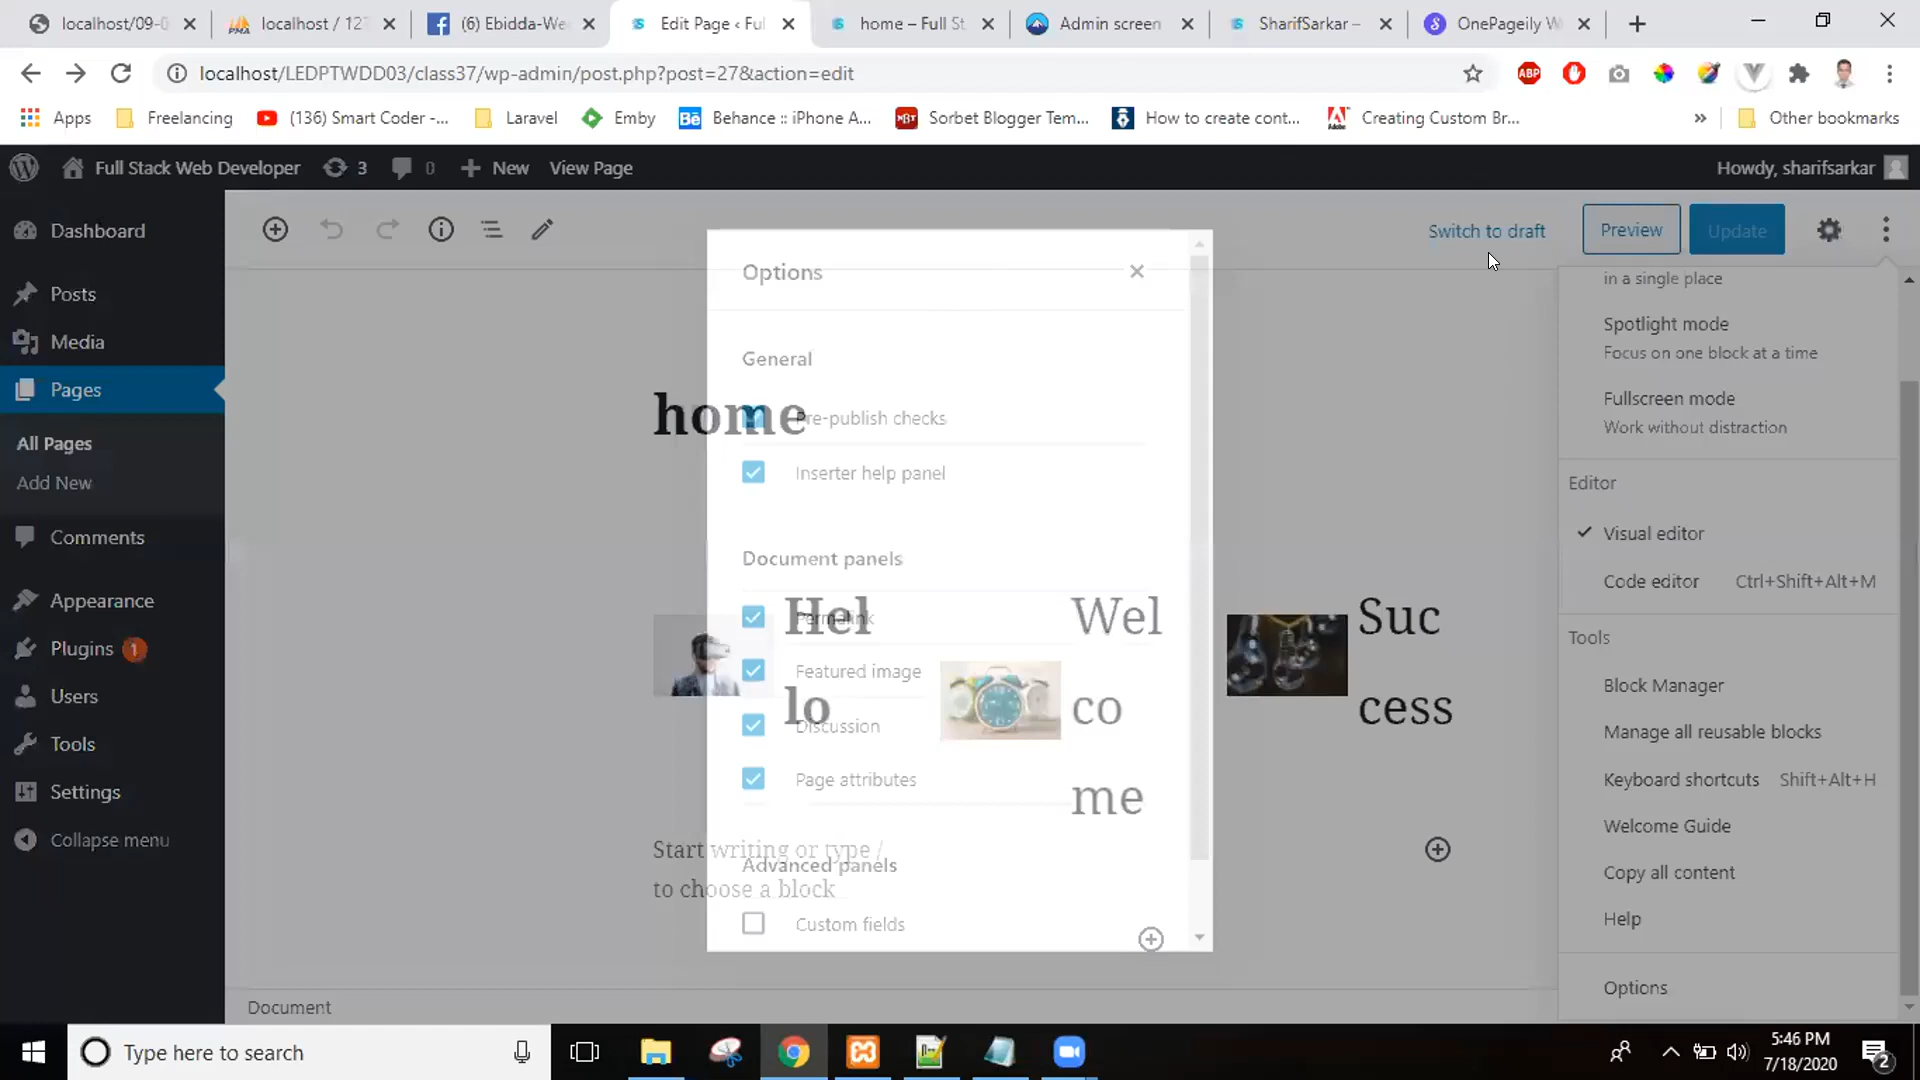 localhost/09-0
localhost / 127
(6) Ebidda-We
Edit Page ‹ Ful
home – Full St
Admin screen
SharifSarkar –
OnePageily W
localhost/LEDPTWDD03/class37/wp-admin/post.php?post=27&action=edit
ABP
Apps
Freelancing
(136) Smart Coder -...
Laravel
Emby
Behance :: iPhone A...
Sorbet Blogger Tem...
How to create cont...
Creating Custom Br...
»
Other bookmarks
Full Stack Web Developer
3
0
New
View Page
Howdy, sharifsarkar
Dashboard
Posts
Media
Pages
All Pages
Add New
Comments
Appearance
Plugins 1
Users
Tools
Settings
Collapse menu
Switch to draft
Preview
Update
home
Hel
lo
Wel
co
me
Suc
cess
Start writing or type /
to choose a block
Document
Options
General
Pre-publish checks
Inserter help panel
Document panels
Permalink
Featured image
Discussion
Page attributes
Advanced panels
Custom fields
in a single place
Spotlight mode
Focus on one block at a time
Fullscreen mode
Work without distraction
Editor
Visual editor
Code editor Ctrl+Shift+Alt+M
Tools
Block Manager
Manage all reusable blocks
Keyboard shortcuts Shift+Alt+H
Welcome Guide
Copy all content
Help
Options
Type here to search
5:46 PM
7/18/2020
2